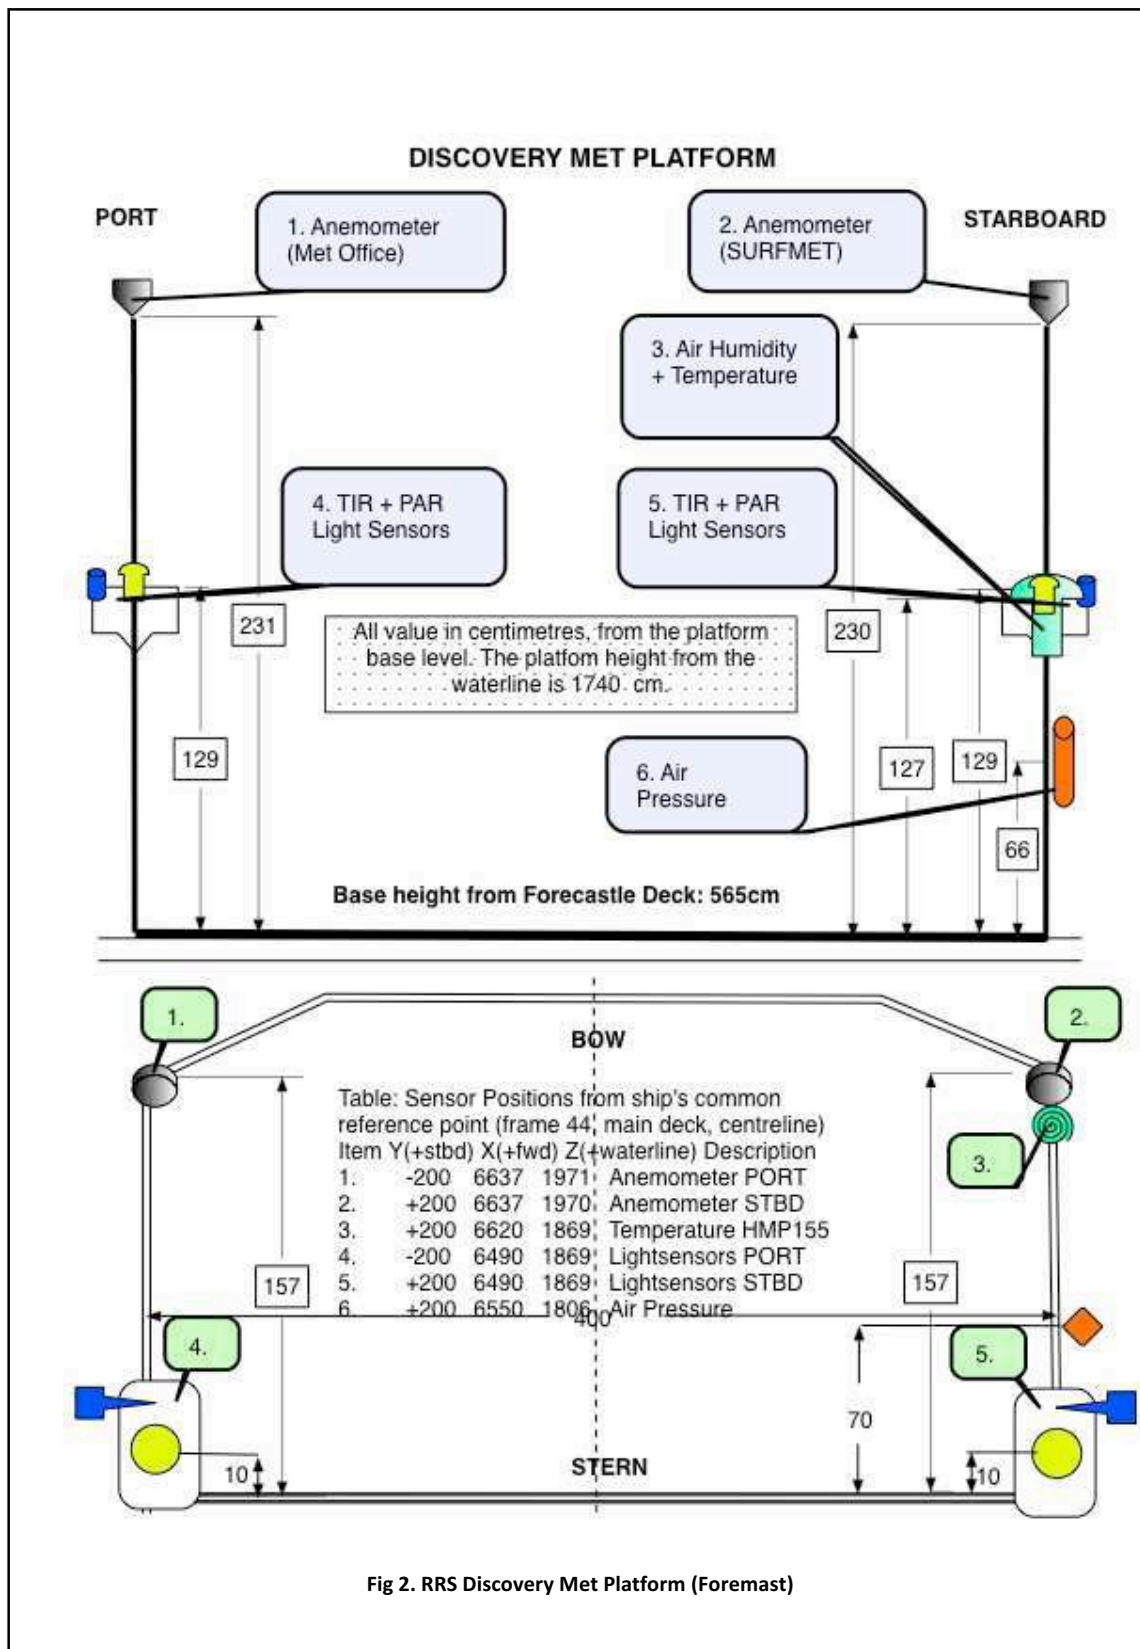 DISCOVERY MET PLATFORM
PORT
STARBOARD
1. Anemometer
(Met Office)
2. Anemometer
(SURFMET)
3. Air Humidity
+ Temperature
4. TIR + PAR
Light Sensors
5. TIR + PAR
Light Sensors
231
230
All value in centimetres, from the platform
base level. The platfom height from the
waterline is 1740 cm.
129
127
129
6. Air
Pressure
66
Base height from Forecastle Deck: 565cm
1.
2.
BOW
Table: Sensor Positions from ship's common
reference point (frame 44, main deck, centreline)
Item Y(+stbd) X(+fwd) Z(+waterline) Description
1. -200 6637 1971 Anemometer PORT
2. +200 6637 1970 Anemometer STBD
3. +200 6620 1869 Temperature HMP155
4 -200 6490 1869 Lightsensors PORT
5. +200 6490 1869 Lightsensors STBD
6. +200 6550 1806 Air Pressure
3.
157
157
400
4.
5.
70
10
STERN
10
Fig 2. RRS Discovery Met Platform (Foremast)